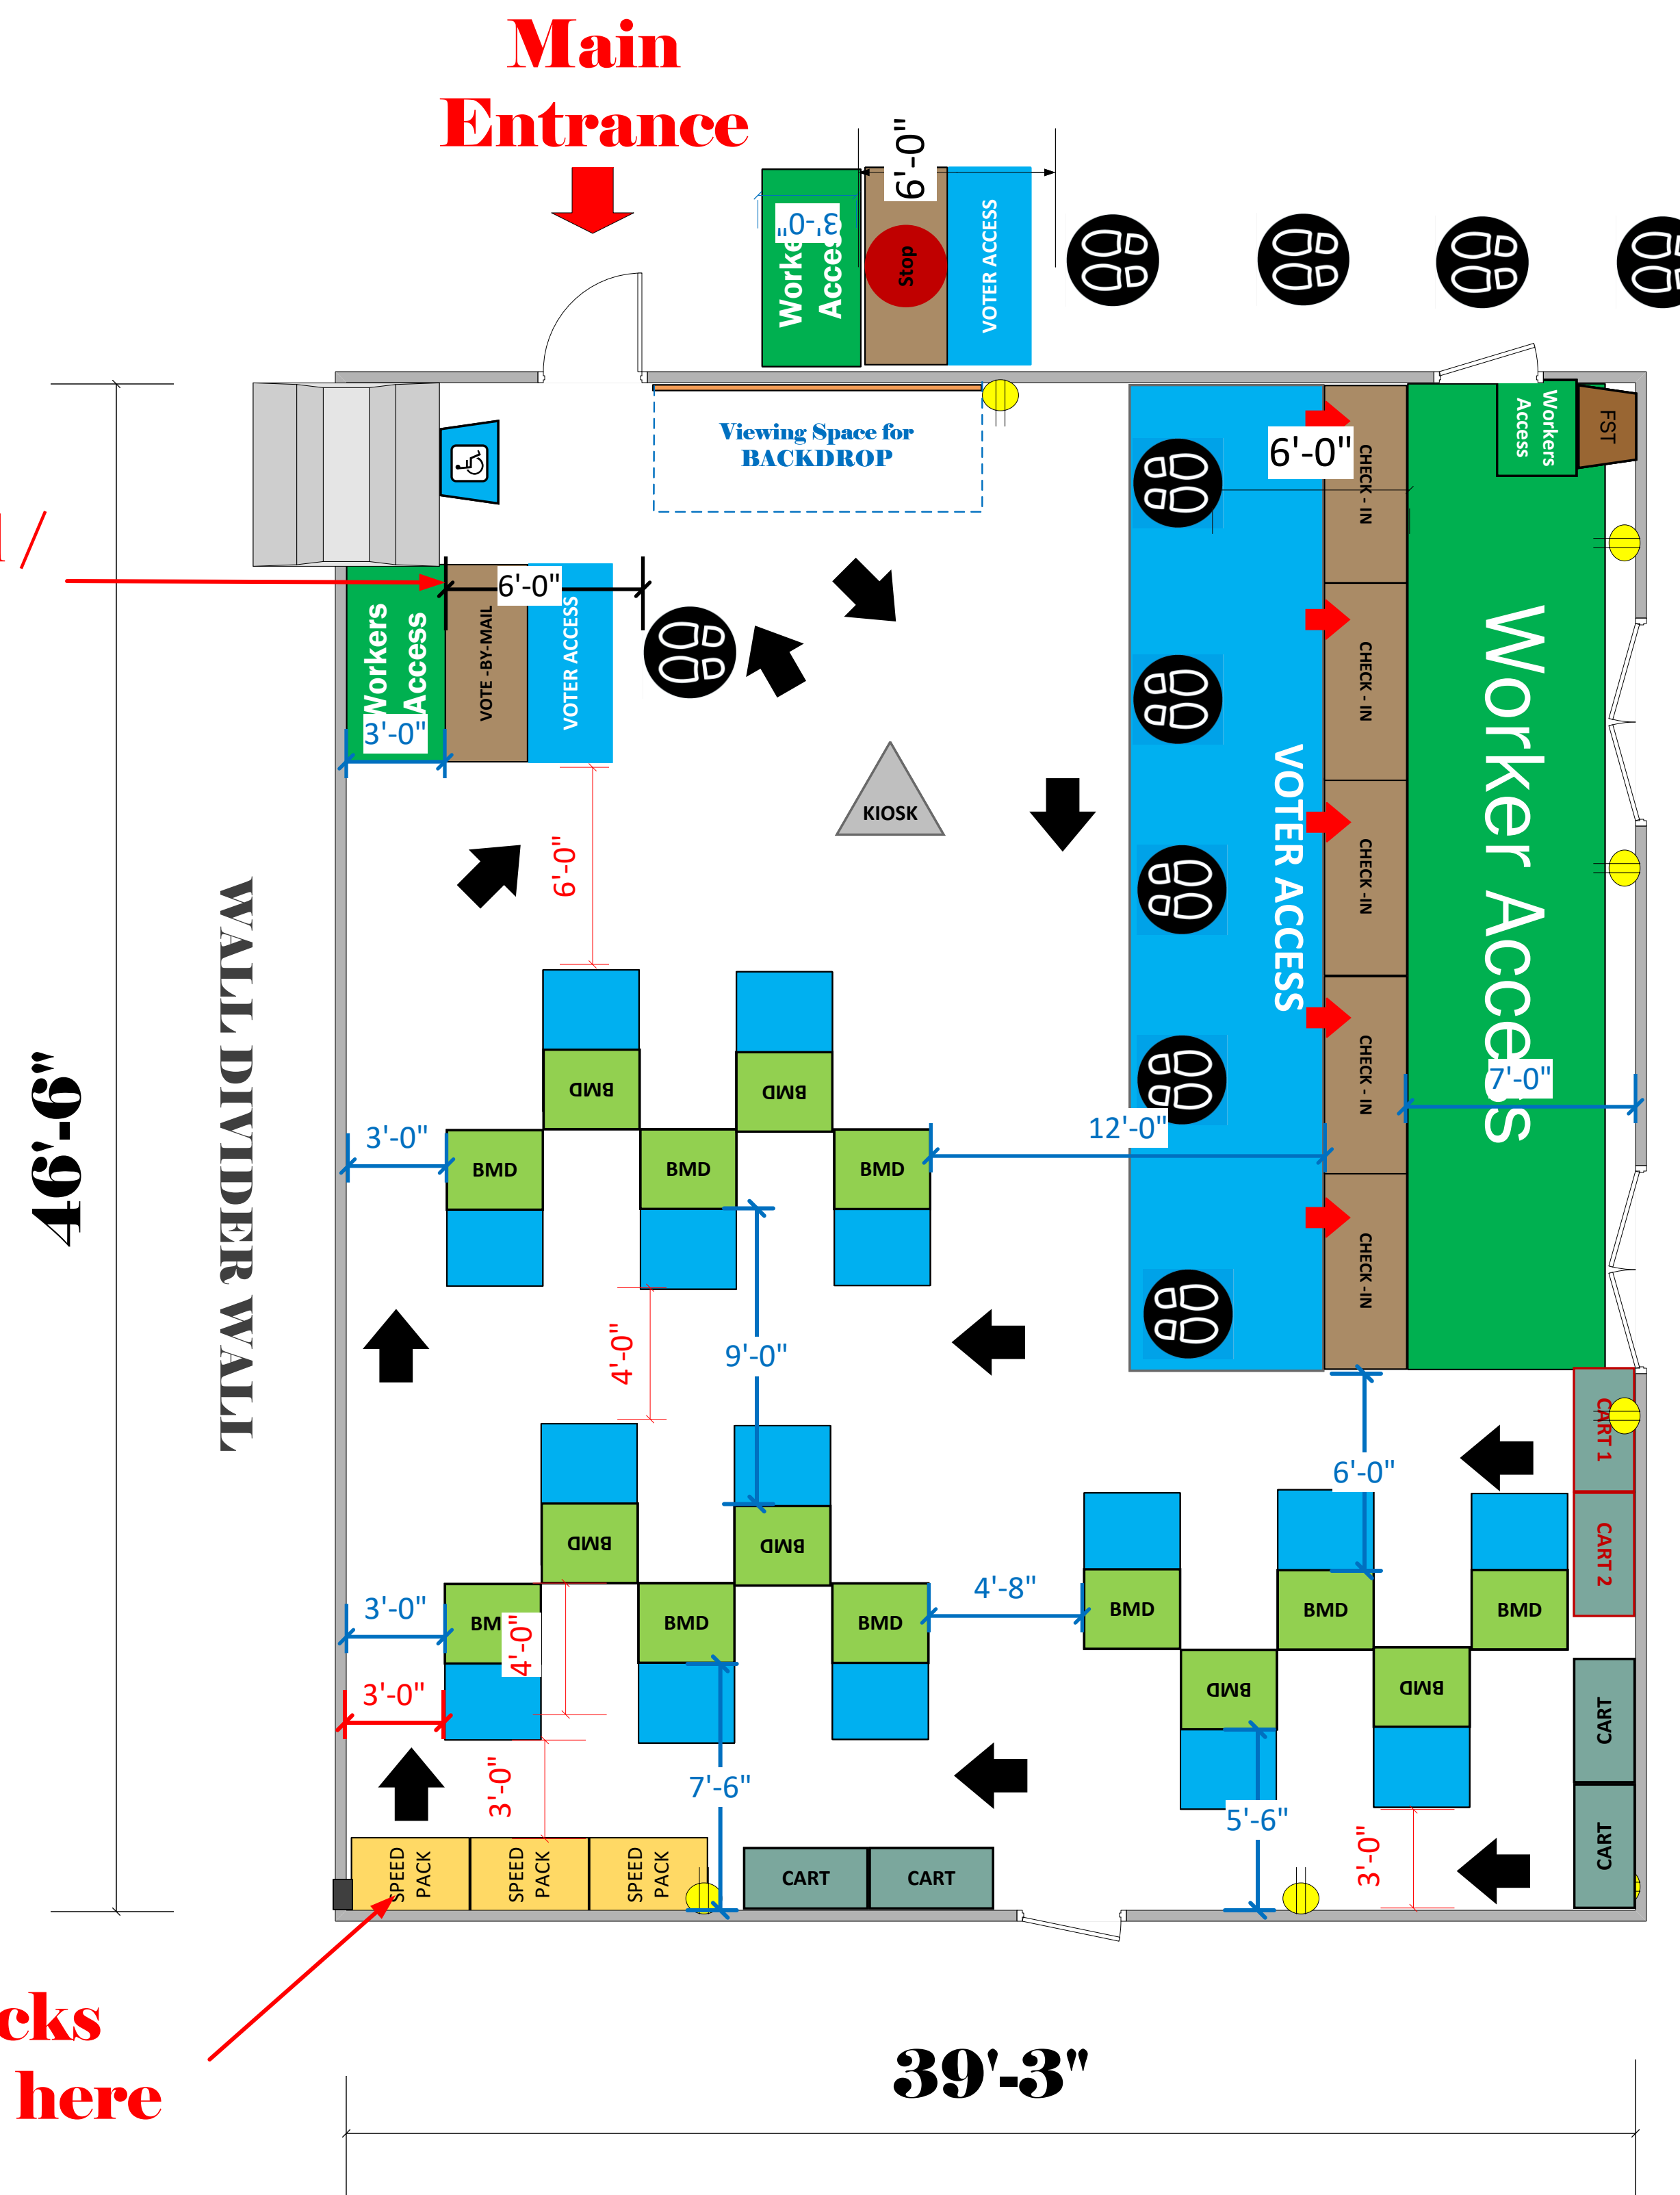 Main
Entrance
6'-0"
3'-0"
Worke
Access
Stop
VOTER ACCESS
Viewing Space for
BACKDROP
6'-0"
CHECK - IN
Workers
Access
FST
/
6'-0"
Workers
Access
VOTE -BY-MAIL
VOTER ACCESS
3'-0"
CHECK - IN
Worker Access
VOTER ACCESS
KIOSK
CHECK -IN
6'-0"
WALL DIVIDER WALL
46'-6"
CHECK - IN
7'-0"
BMD
BMD
3'-0"
12'-0"
BMD
BMD
BMD
CHECK -IN
4'-0"
9'-0"
CART 1
6'-0"
CART 2
BMD
BMD
3'-0"
4'-8"
BM
4'-0"
BMD
BMD
BMD
BMD
BMD
3'-0"
BMD
BMD
CART
3'-0"
7'-6"
5'-6"
3'-0"
CART
SPEED
PACK
SPEED
PACK
SPEED
PACK
CART
CART
cks
here
39'-3"